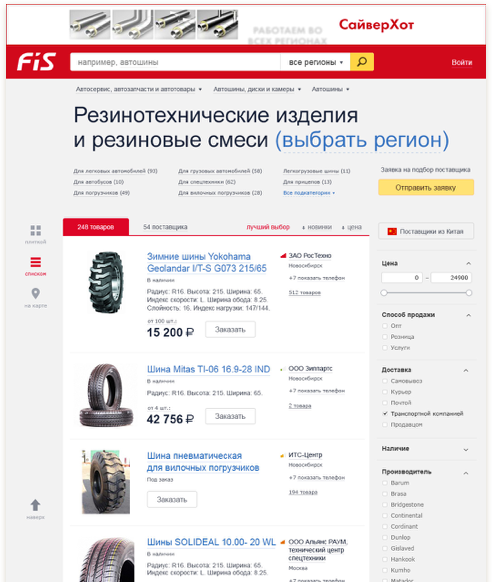 РАБОТАЕМ ВО
ВСЕХ РЕГИОНАХ
САЙВЕРХОТ
FIS
например, автошины
все регионы
Войти
Автосервис, автозапчасти и автотовары
Автошины, диски и камеры
Автошины
Резинотехнические изделия
и резиновые смеси (выбрать регион)
Для легковых автомобилей (90)
Для грузовых автомобилей (58)
Легкогрузовые шины (11)
Для автобусов (10)
Для спецтехники (62)
Для прицепов (13)
Для погрузчиков (49)
Для вилочных погрузчиков (28)
Все подкатегории
Заявка на подбор поставщика
Отправить заявку
плиткой
списком
на карте
наверх
248 товаров
54 поставщика
лучший выбор
новинки
цена
Зимние шины Yokohama
Geolandar I/T-S G073 215/65
В наличии
Радиус: R16. Высота: 215. Ширина: 65.
Индекс скорости: L. Ширина обода: 8.25.
Слойность: 16. Индекс нагрузки: 147/144.
от 100 шт.:
15 200 ₽
Заказать
ЗАО РосТехно
Новосибирск
+7 показать телефон
512 товаров
Шина Mitas TI-06 16.9-28 IND
В наличии
Радиус: R16. Высота: 215. Ширина: 65.
от 4 шт.:
42 756 ₽
Заказать
ООО Зиппартс
Новосибирск
+7 показать телефон
2 товара
Шина пневматическая
для вилочных погрузчиков
Под заказ
Заказать
ИТС-Центр
Новосибирск
+7 показать телефон
194 товара
Шины SOLIDEAL 10.00- 20 WL
В наличии
Радиус: R16. Высота: 215. Ширина: 65.
Индекс скорости: L. Ширина обода: 8.25.
ООО Альянс РАУМ,
технический центр
спецтехники
Москва
+7 показать телефон
Поставщики из Китая
Цена
0 – 24900
Способ продажи
Опт
Розница
Услуги
Доставка
Самовывоз
Курьер
Почтой
Транспортной компанией
Продавцом
Наличие
Производитель
Barum
Brasa
Bridgestone
Continental
Cordinant
Dunlop
Gislaved
Hankook
Kumho
Matador